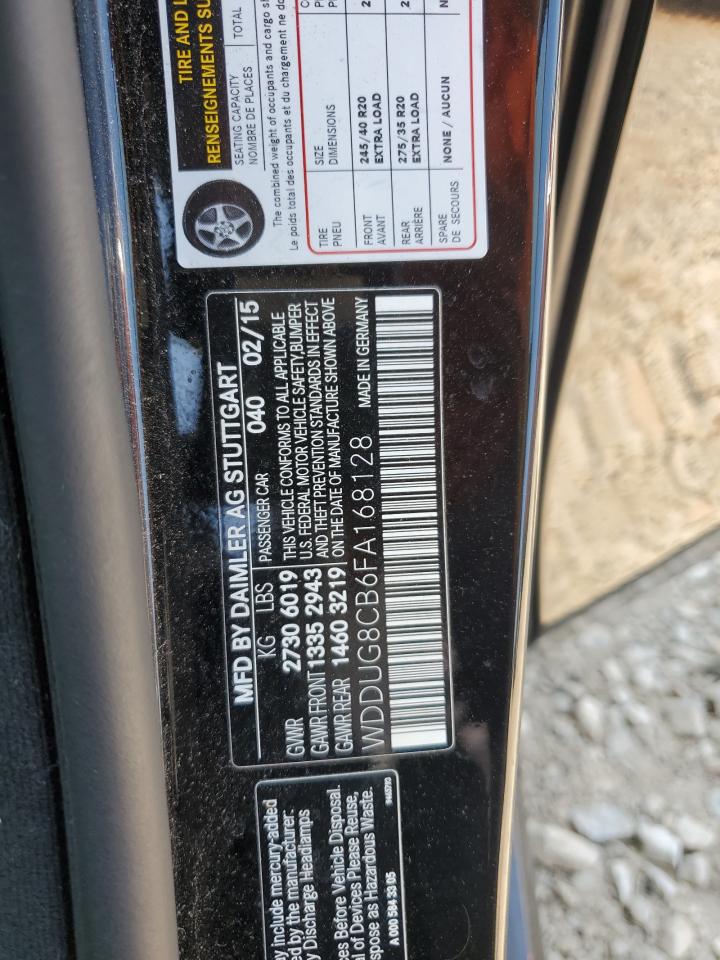 MFD BY DAIMLER AG STUTTGART
KG LBS PASSENGER CAR 040 02/15
GVWR 2730 6019
GAWR FRONT 1335 2943
GAWR REAR 1460 3219
THIS VEHICLE CONFORMS TO ALL APPLICABLE
U.S. FEDERAL MOTOR VEHICLE SAFETY,BUMPER
AND THEFT PREVENTION STANDARDS IN EFFECT
ON THE DATE OF MANUFACTURE SHOWN ABOVE
WDDUG8CB6FA168128 MADE IN GERMANY
TIRE AND
RENSEIGNEMENTS
SEATING CAPACITY
NOMBRE DE PLACES
TOTAL
The combined weight of occupants and cargo
Le poids total des occupants et du chargement ne
TIRE SIZE
PNEU DIMENSIONS
FRONT 245/40 R20
AVANT EXTRA LOAD
REAR 275/35 R20
ARRIÈRE EXTRA LOAD
SPARE NONE / AUCUN
DE SECOURS
Include mercury-added
by the manufacturer:
Discharge Headlamps
Before Vehicle Disposal.
of Devices Please Reuse,
as Hazardous Waste.
A 000 584 33 05